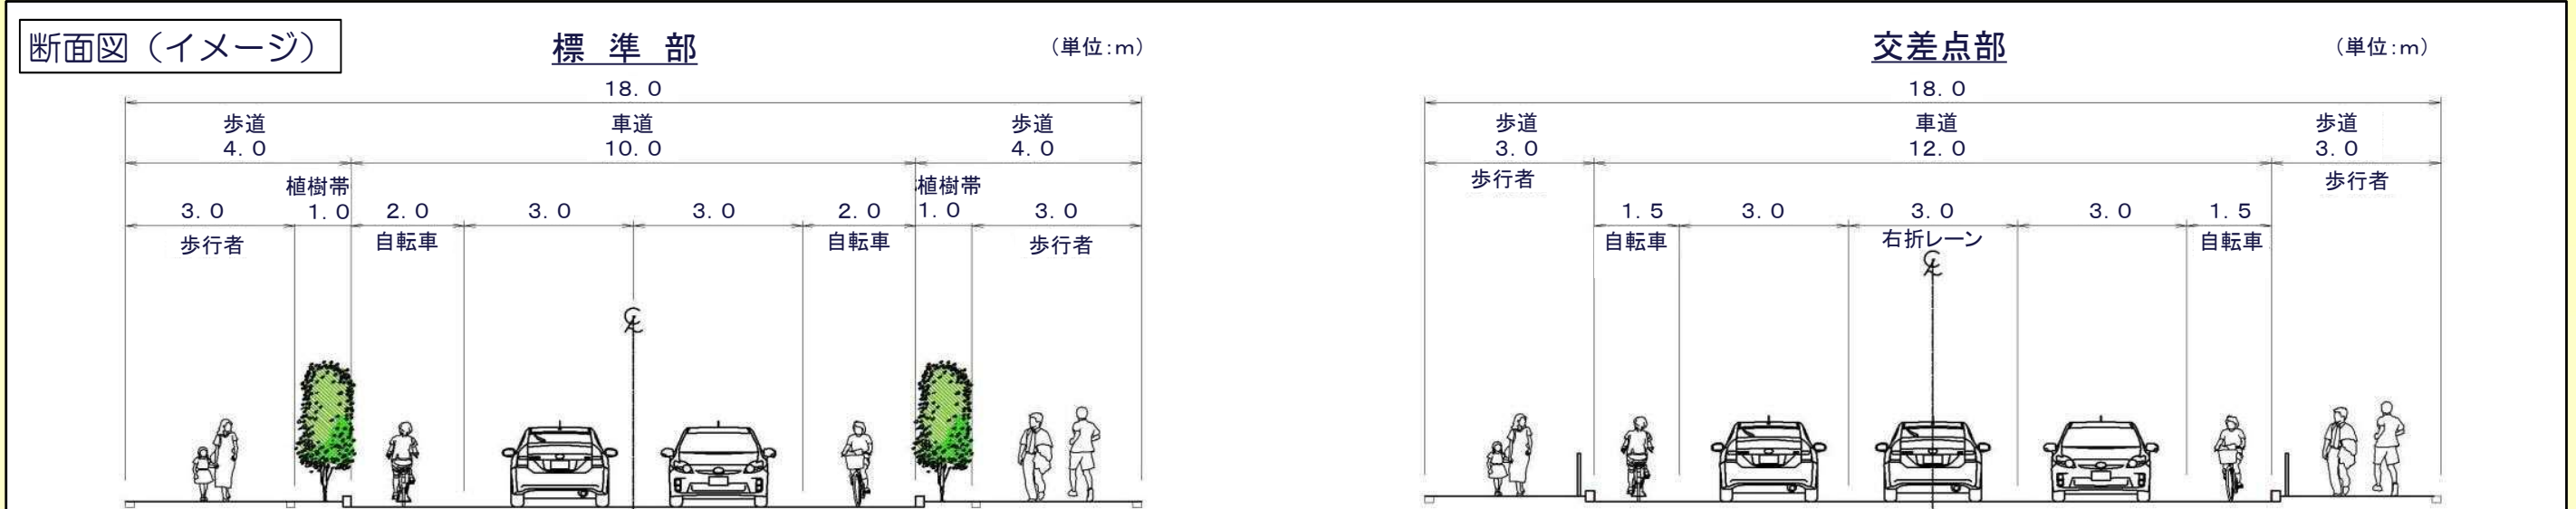 断面図（イメージ）
標 準 部
（単位：m）
18.0
歩道
車道
歩道
4.0
10.0
4.0
植樹帯
植樹帯
3.0
1.0
2.0
3.0
3.0
2.0
1.0
3.0
歩行者
自転車
自転車
歩行者
交差点部
（単位：m）
18.0
歩道
車道
歩道
3.0
12.0
3.0
歩行者
歩行者
1.5
3.0
3.0
3.0
1.5
自転車
右折レーン
自転車